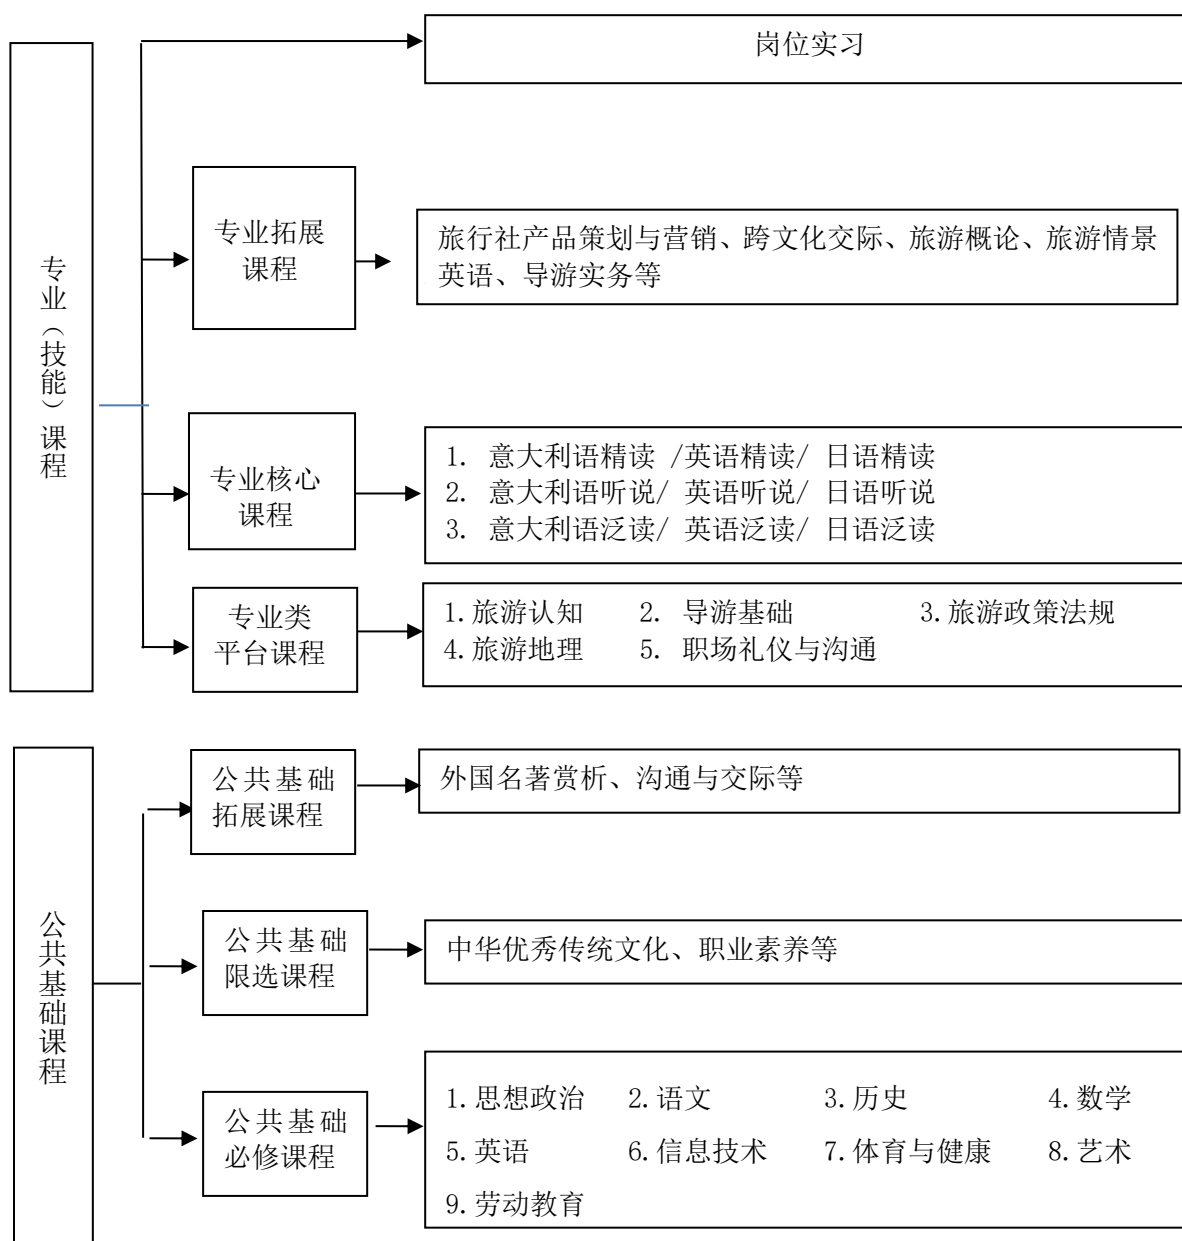 岗位实习
专业（技能）课程
专业拓展
课程
旅行社产品策划与营销、跨文化交际、旅游概论、旅游情景
英语、导游实务等
专业核心
课程
1. 意大利语精读 /英语精读/ 日语精读
2. 意大利语听说/ 英语听说/ 日语听说
3. 意大利语泛读/ 英语泛读/ 日语泛读
专业类
平台课程
1.旅游认知 2. 导游基础 3.旅游政策法规
4.旅游地理 5. 职场礼仪与沟通
公共基础课程
公共基础
拓展课程
外国名著赏析、沟通与交际等
公共基础
限选课程
中华优秀传统文化、职业素养等
公共基础
必修课程
1.思想政治 2.语文 3.历史 4.数学
5.英语 6.信息技术 7.体育与健康 8.艺术
9.劳动教育